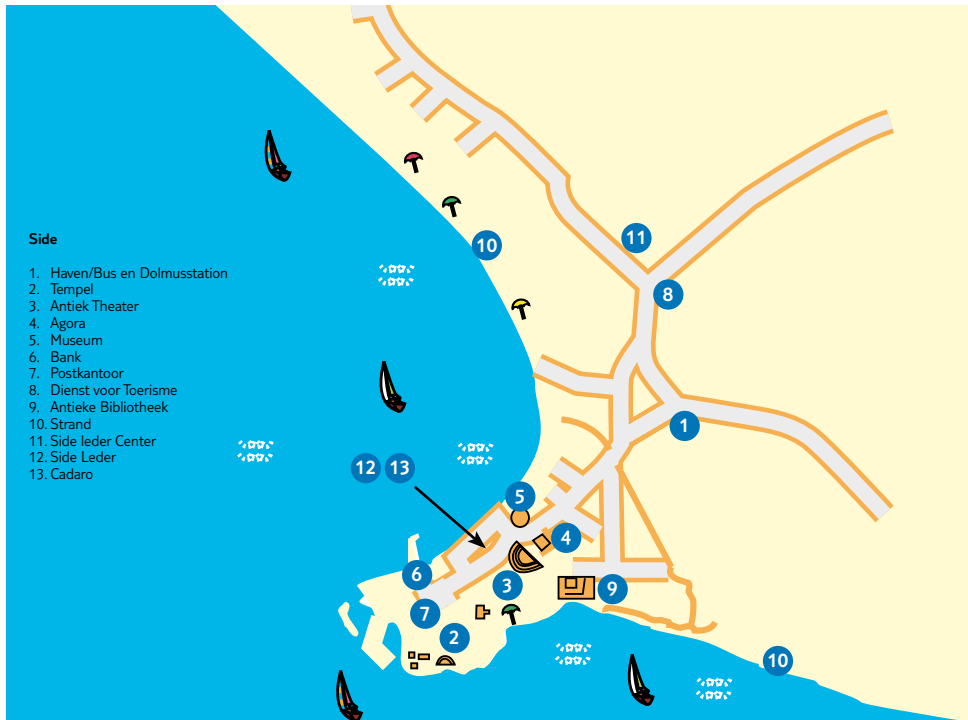 Side
1. Haven/Bus en Dolmusstation
2. Tempel
3. Antiek Theater
4. Agora
5. Museum
6. Bank
7. Postkantoor
8. Dienst voor Toerisme
9. Antieke Bibliotheek
10. Strand
11. Side leder Center
12. Side Leder
13. Cadaro
11
10
8
1
12 13
5
4
6
3
9
7
2
10